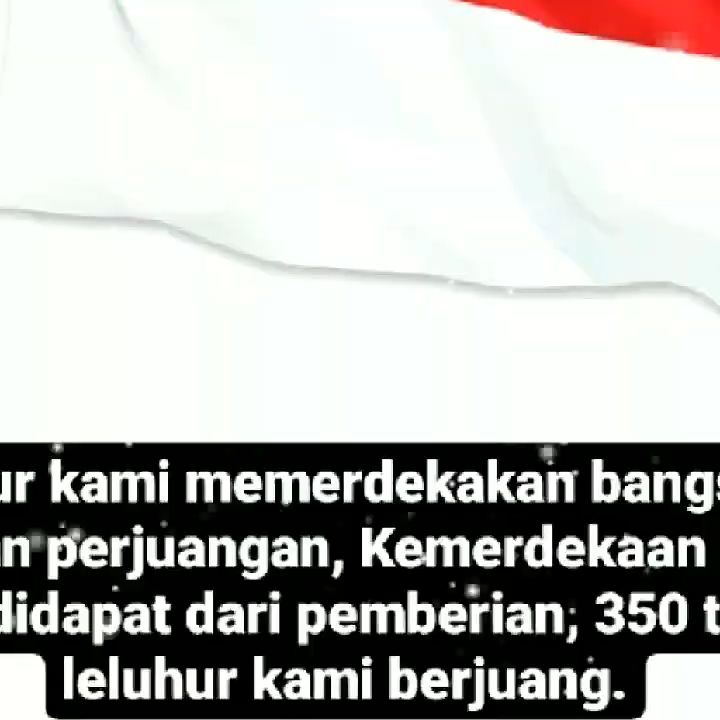 ur kami memerdekakan bangs
n perjuangan, Kemerdekaan
didapat dari pemberian; 350 t
leluhur kami berjuang.